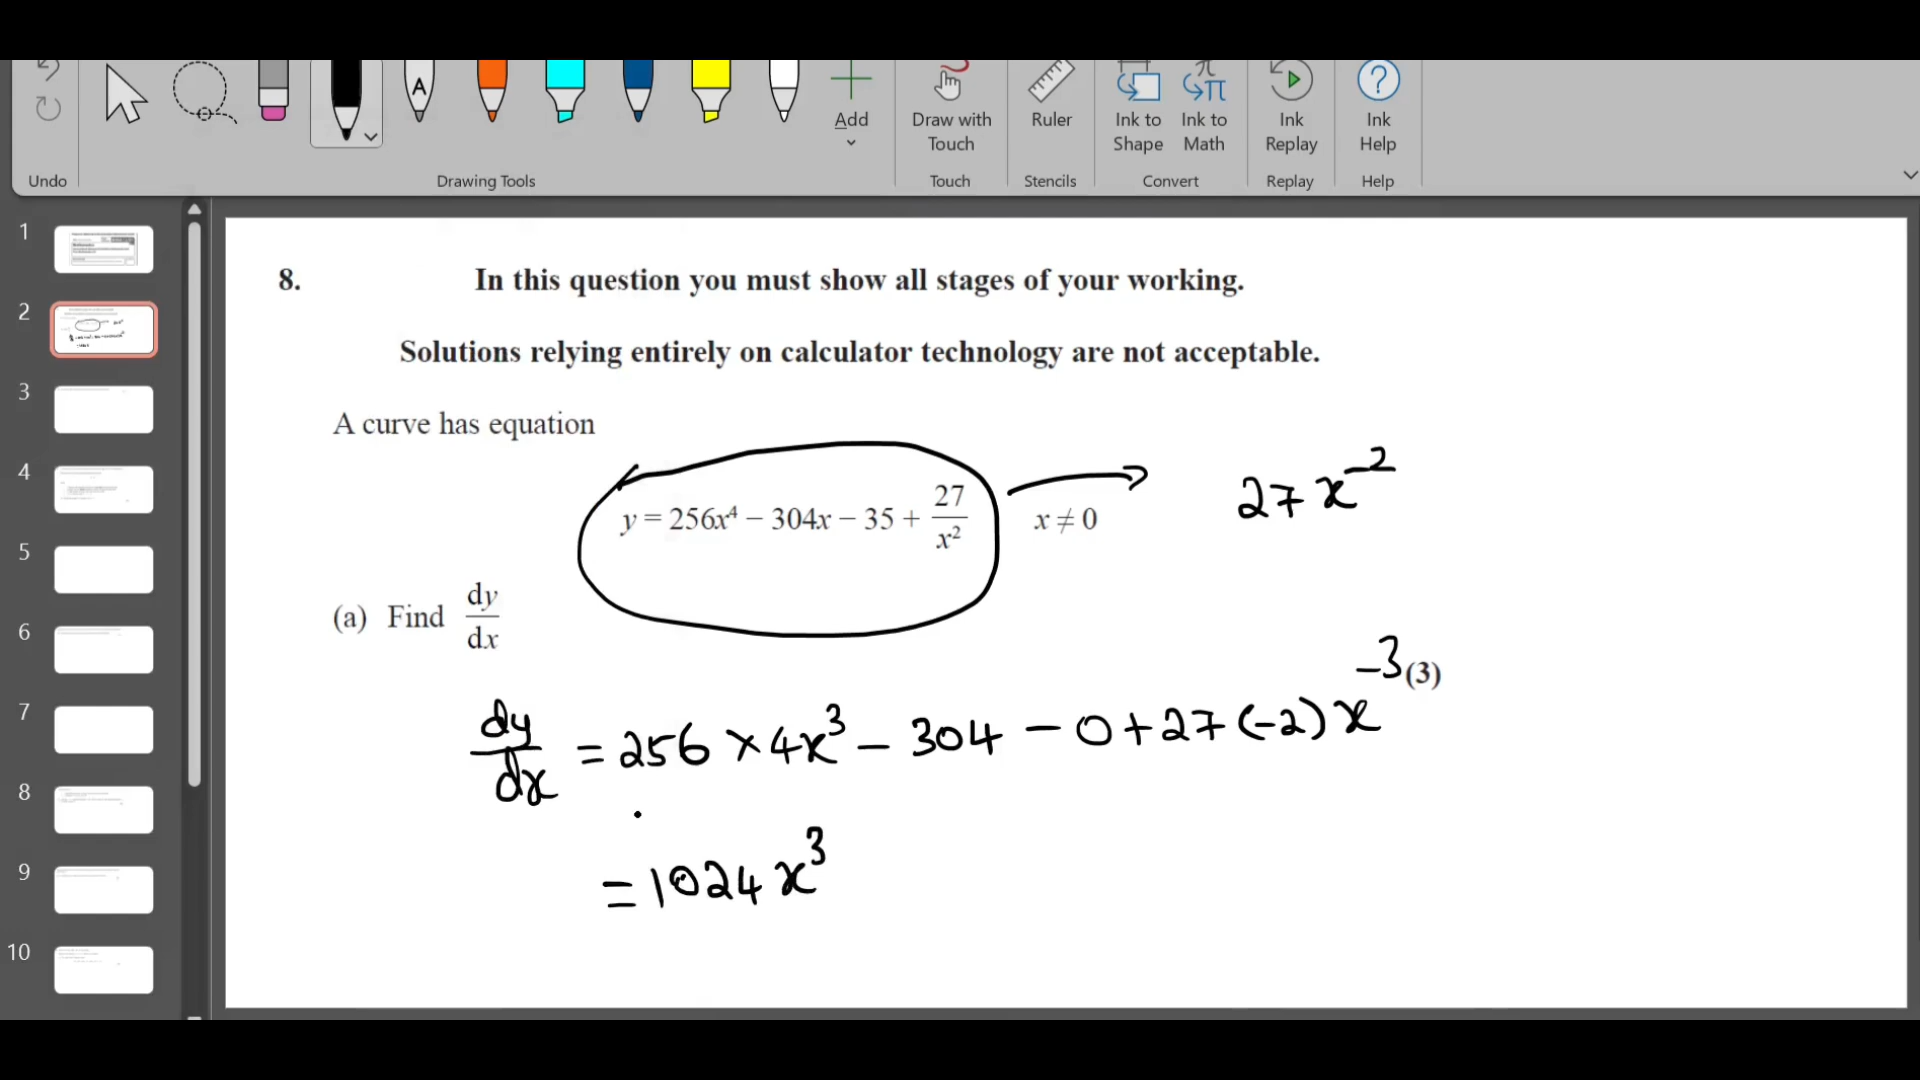 Add
Draw with Touch
Ruler
Ink to Shape
Ink to Math
Ink Replay
Ink Help
Undo
Drawing Tools
Touch
Stencils
Convert
Replay
Help
A
1
2
3
4
5
6
7
8
9
10
8. In this question you must show all stages of your working.
Solutions relying entirely on calculator technology are not acceptable.
A curve has equation
y = 256x⁴ − 304x − 35 + 27/x² x ≠ 0
27x⁻²
(a) Find dy/dx
(3)
dy/dx = 256 × 4x³ − 304 − 0 + 27(−2)x⁻³
= 1024x³